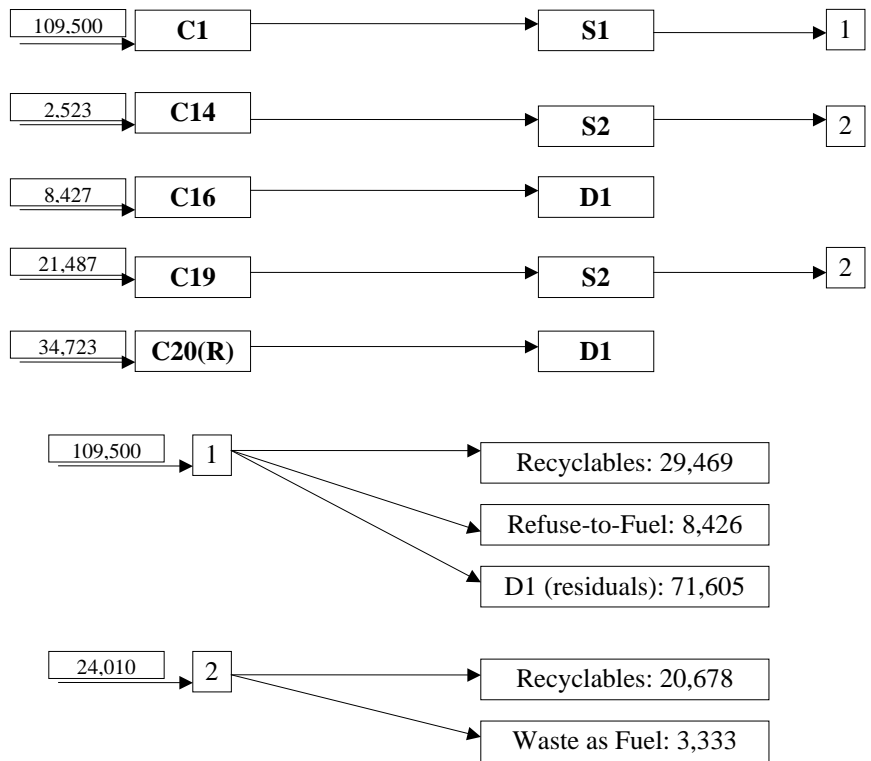 109,500 C1 S1 1
2,523 C14 S2 2
8,427 C16 D1
21,487 C19 S2 2
34,723 C20(R) D1
109,500 1 Recyclables: 29,469
Refuse-to-Fuel: 8,426
D1 (residuals): 71,605
24,010 2 Recyclables: 20,678
Waste as Fuel: 3,333